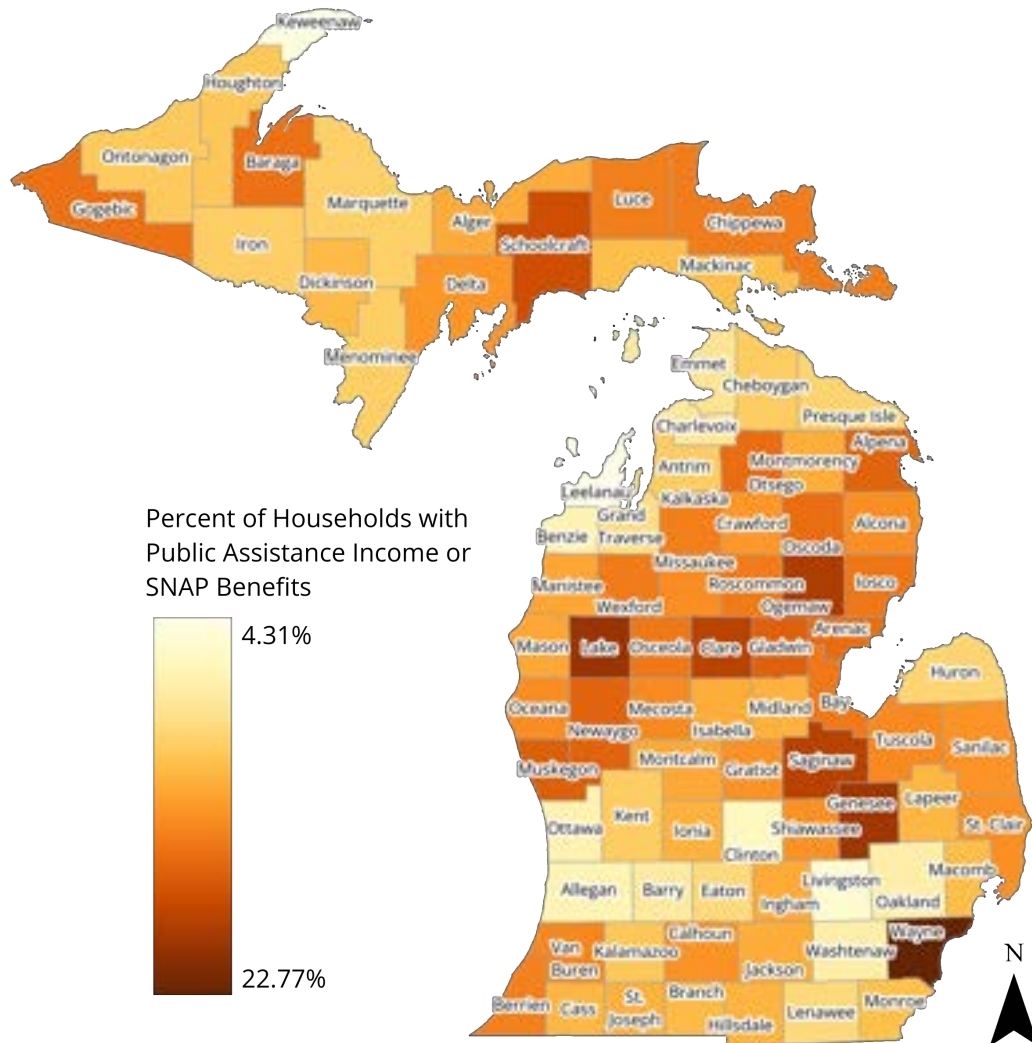 Keweenaw
Houghton
Ontonagon
Baraga
Gogebic
Marquette
Luce
Alger
Chippewa
Iron
Schoolcraft
Mackinac
Dickinson
Delta
Menominee
Emmet
Cheboygan
Presque Isle
Charlevoix
Alpena
Antrim
Montmorency
Otsego
Leelanau
Kalkaska
Grand
Traverse
Crawford
Alcona
Benzie
Oscoda
Missaukee
Manistee
Roscommon
Iosco
Wexford
Ogemaw
Arenac
Mason
Lake
Osceola
Clare
Gladwin
Huron
Oceana
Mecosta
Midland
Bay
Newaygo
Isabella
Tuscola
Sanilac
Muskegon
Montcalm
Gratiot
Saginaw
Genesee
Lapeer
Ottawa
Kent
Ionia
Shiawassee
St. Clair
Clinton
Macomb
Livingston
Allegan
Barry
Eaton
Ingham
Oakland
Calhoun
Wayne
Van
Buren
Kalamazoo
Washtenaw
Jackson
Berrien
Cass
St.
Joseph
Branch
Hillsdale
Lenawee
Monroe
Percent of Households with
Public Assistance Income or
SNAP Benefits
4.31%
22.77%
N